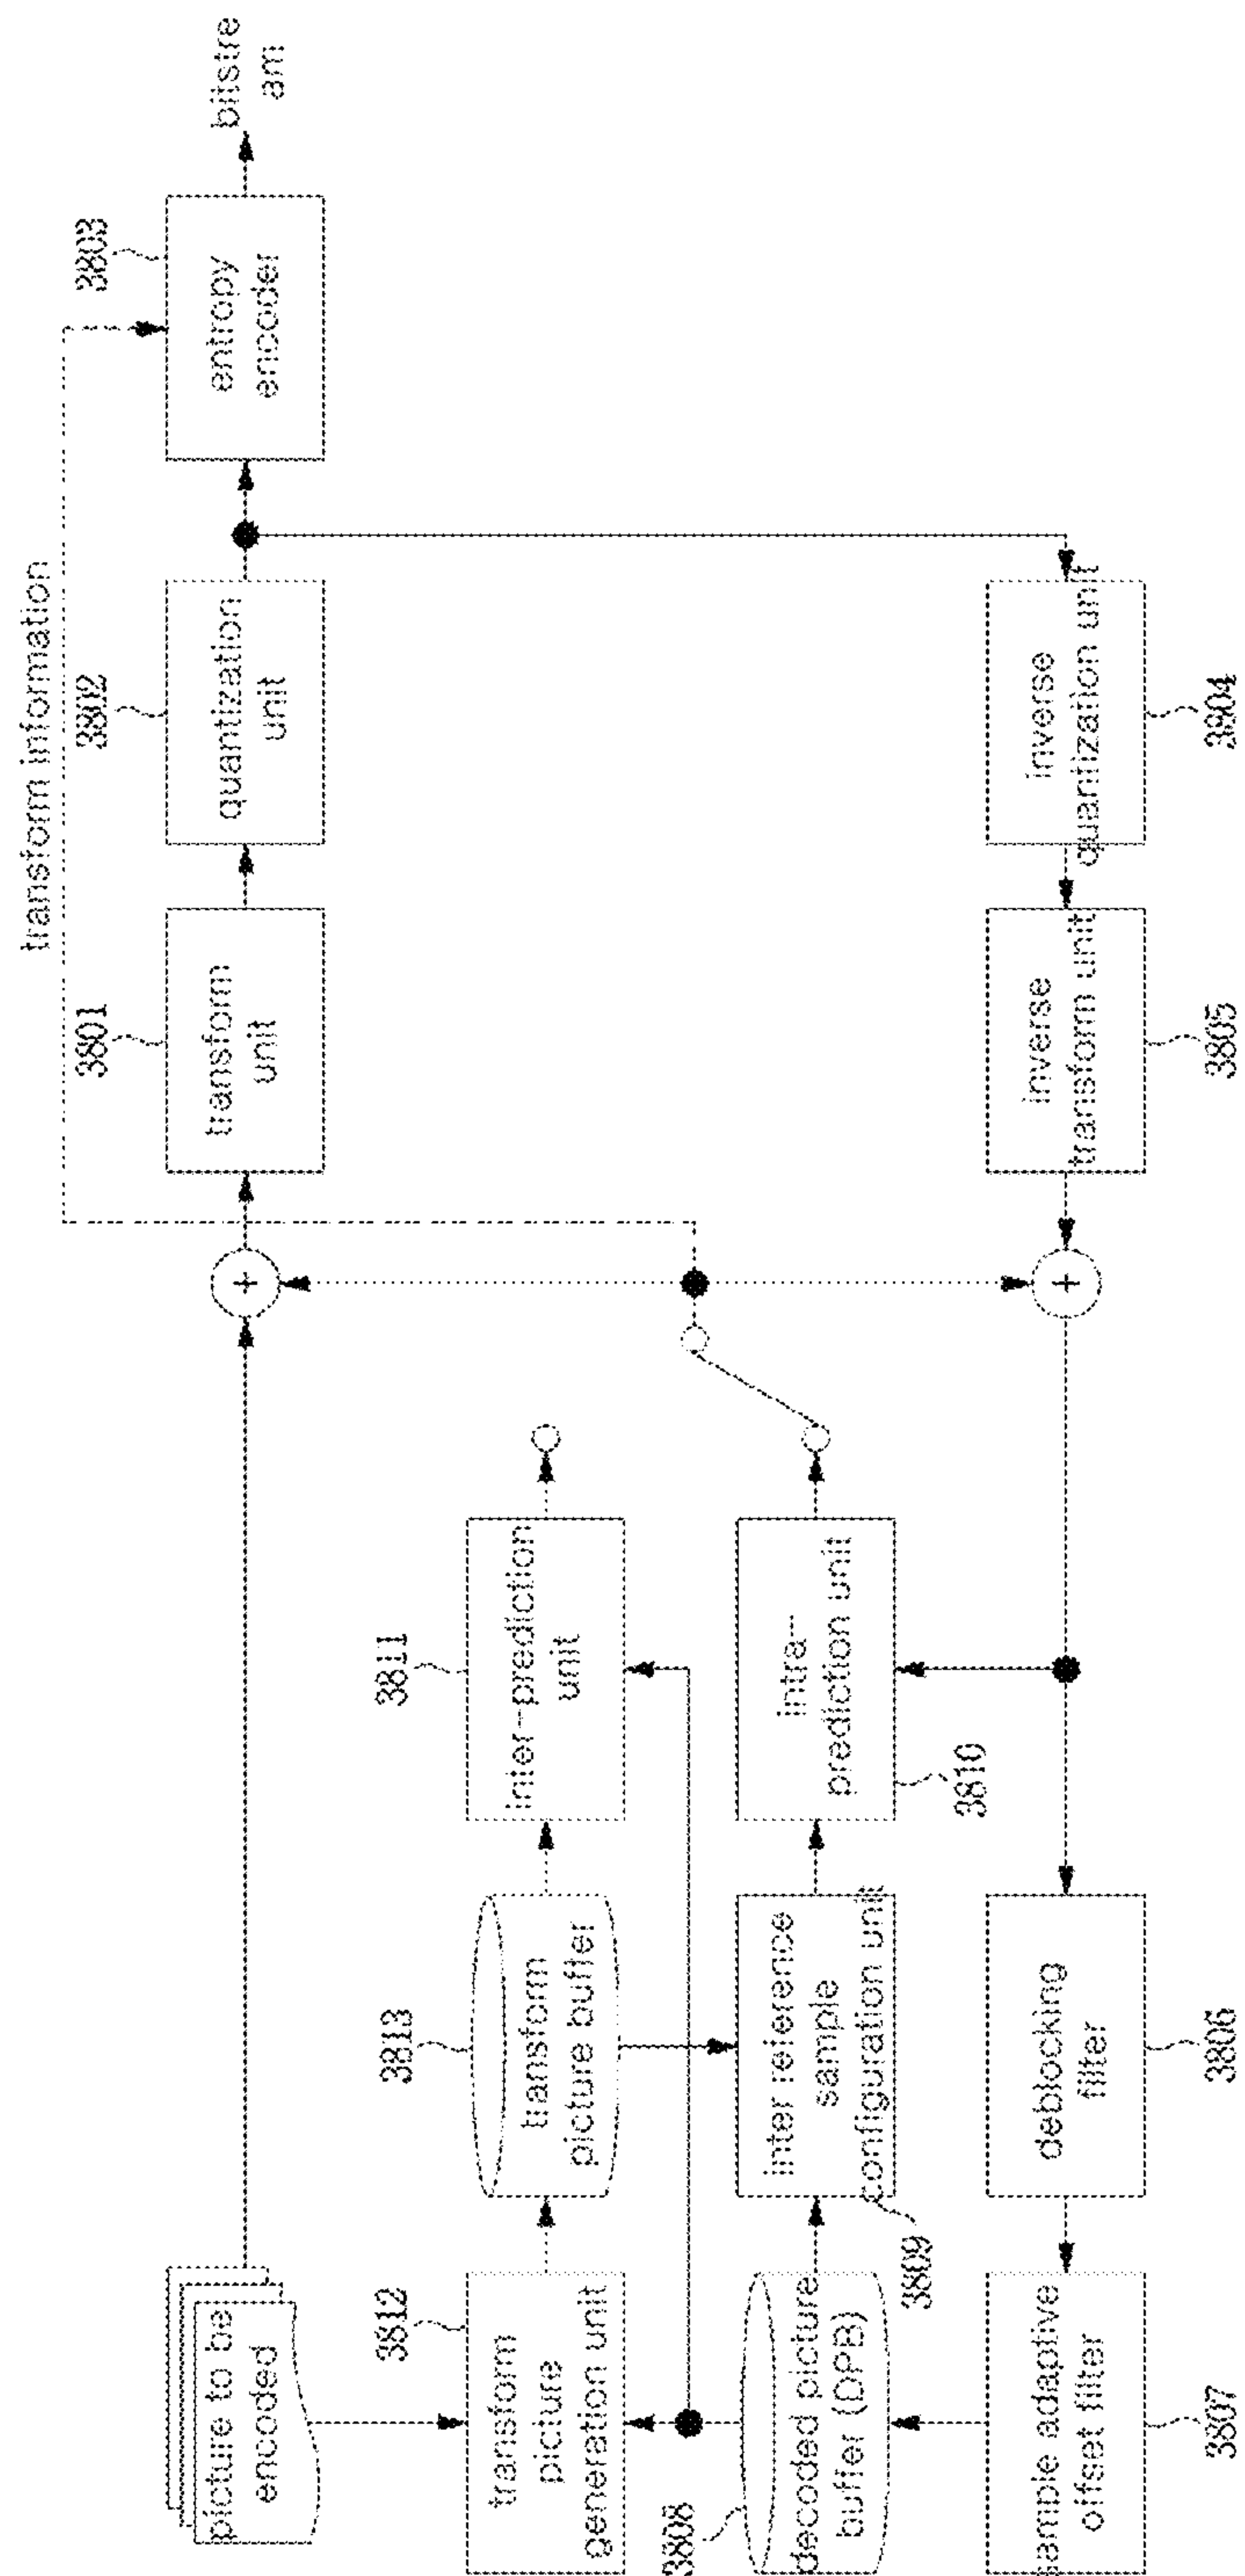 transform information
3801
3802
3803
transform
unit
quantization
unit
entropy
encoder
bitstre
am
picture to be
encoded
3812
3813
3811
transform
picture
generation unit
transform
picture buffer
inter-prediction
unit
3808
decoded picture
buffer (DPB)
3809
inter reference
sample
configuration unit
3810
intra-
prediction unit
sample adaptive
offset filter
3807
deblocking
filter
3806
inverse
transform unit
3805
inverse
quantization unit
3804